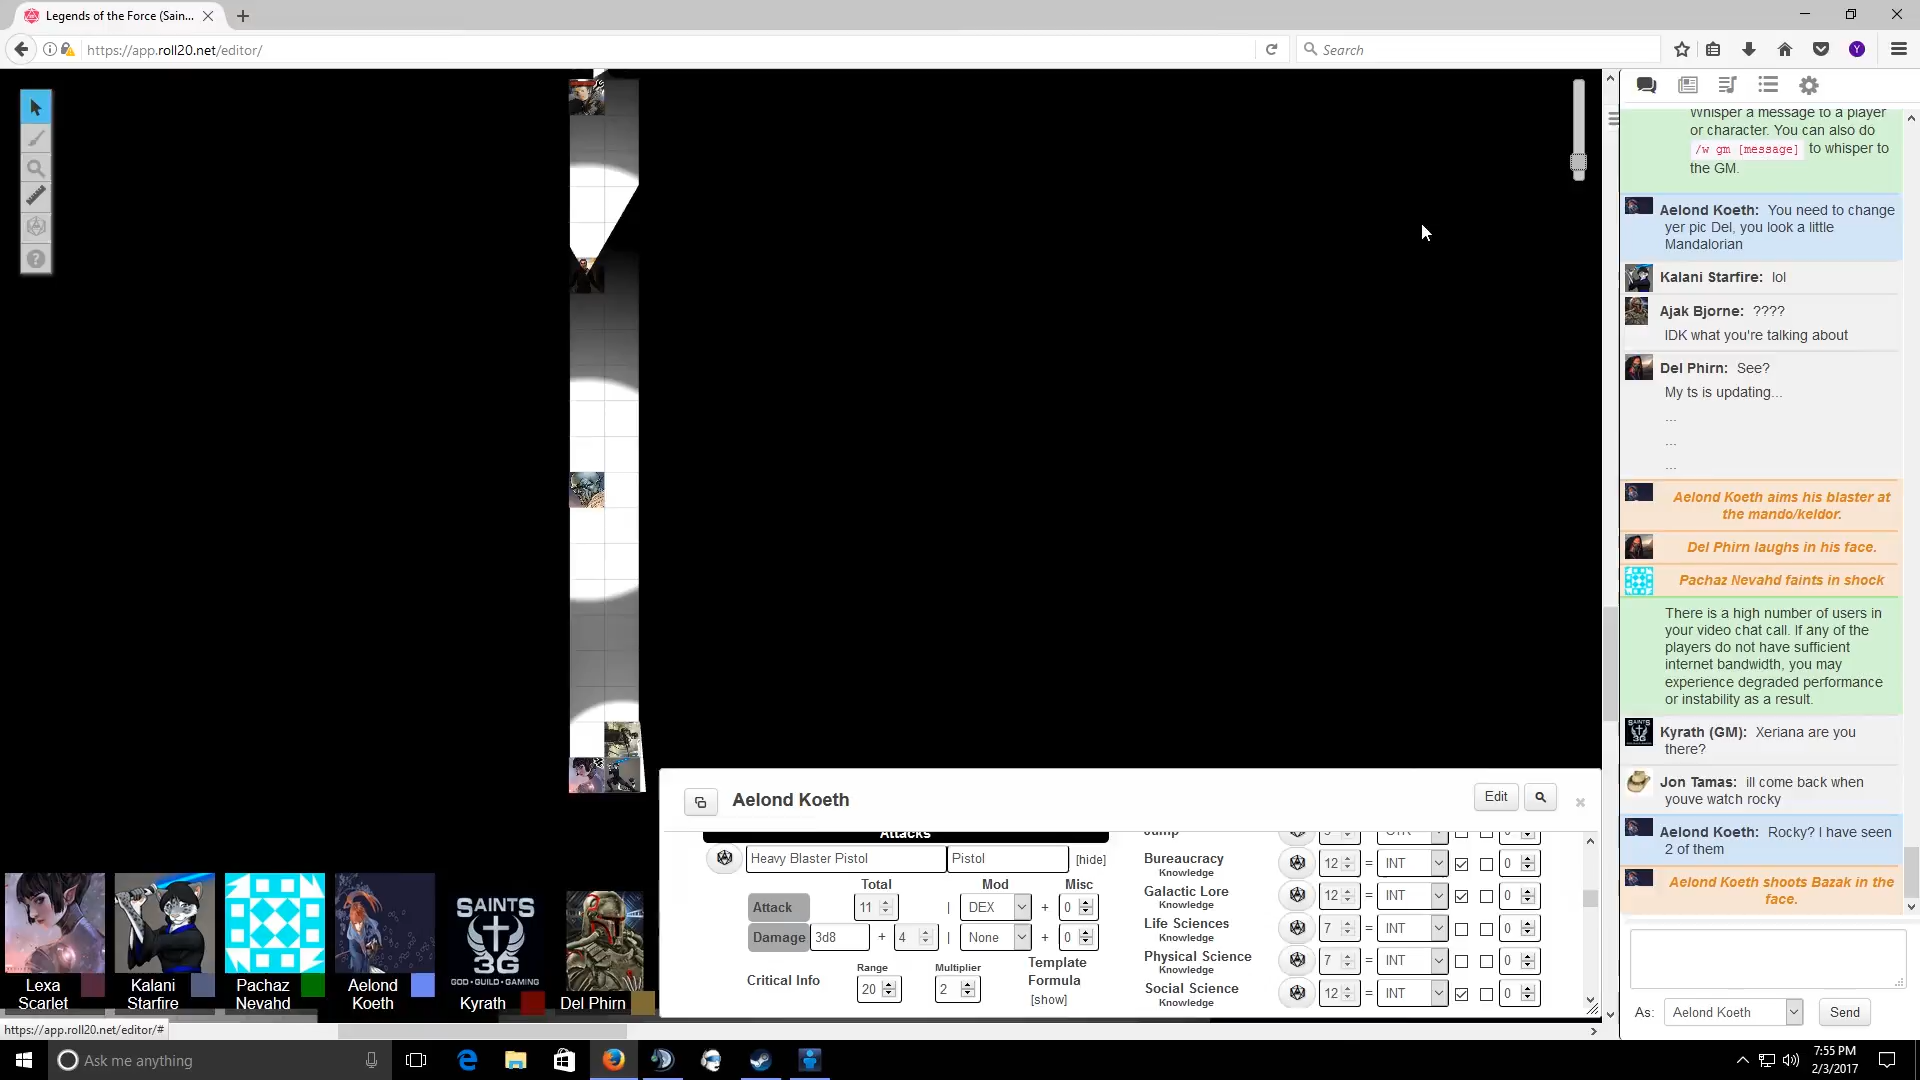 Legends of the Force (Sain...
https://app.roll20.net/editor/
Search
Y
Whisper a message to a player
or character. You can also do
/w gm [message] to whisper to
the GM.
Aelond Koeth: You need to change
yer pic Del, you look a little
Mandalorian
Kalani Starfire: lol
Ajak Bjorne: ????
IDK what you're talking about
Del Phirn: See?
My ts is updating...
...
...
...
Aelond Koeth aims his blaster at
the mando/keldor.
Del Phirn laughs in his face.
Pachaz Nevahd faints in shock
There is a high number of users in
your video chat call. If any of the
players do not have sufficient
internet bandwidth, you may
experience degraded performance
or instability as a result.
Kyrath (GM): Xeriana are you
there?
Jon Tamas: ill come back when
youve watch rocky
Aelond Koeth: Rocky? I have seen
2 of them
Aelond Koeth shoots Bazak in the
face.
As: Aelond Koeth Send
Aelond Koeth
Edit
Attacks
Heavy Blaster Pistol Pistol [hide]
Total Mod Misc
Attack 11 | DEX + 0
Damage 3d8 + 4 | None + 0
Critical Info
Range
20
Multiplier
2
Template
Formula
[show]
Jump
Bureaucracy
Knowledge
12 = INT 0
Galactic Lore
Knowledge
12 = INT 0
Life Sciences
Knowledge
7 = INT 0
Physical Science
Knowledge
7 = INT 0
Social Science
Knowledge
12 = INT 0
Lexa
Scarlet
Kalani
Starfire
Pachaz
Nevahd
Aelond
Koeth
SAINTS
3G
GOD · GUILD · GAMING
Kyrath
Del Phirn
https://app.roll20.net/editor/#
Ask me anything
7:55 PM
2/3/2017